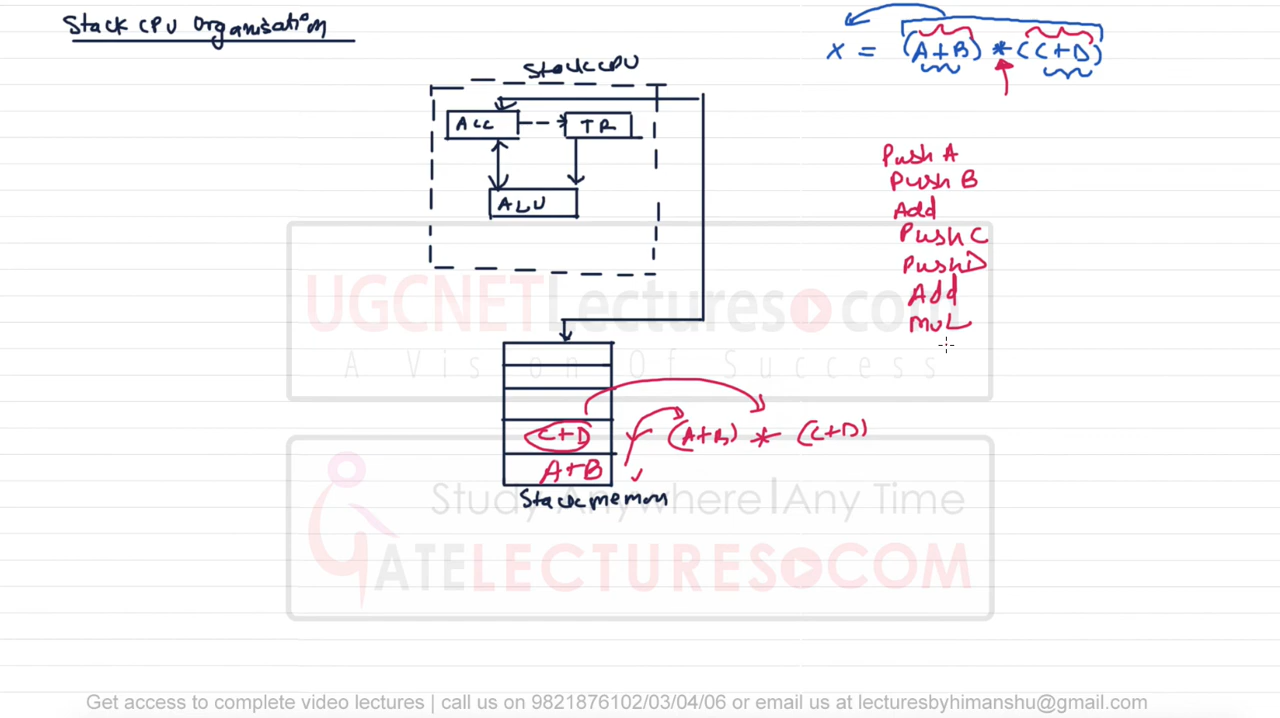 Stack CPU Organisation
X = (A+B) * (C+D)
Stack CPU
ACC
TR
ALU
Push A
Push B
Add
Push C
Push D
Add
MUL
UGCNETLectures.com
A Vision Of Success
C+D
(A+B) * (C+D)
A+B
Stack memory
Study Anywhere|Any Time
GATELECTURES.COM
Get access to complete video lectures | call us on 9821876102/03/04/06 or email us at lecturesbyhimanshu@gmail.com